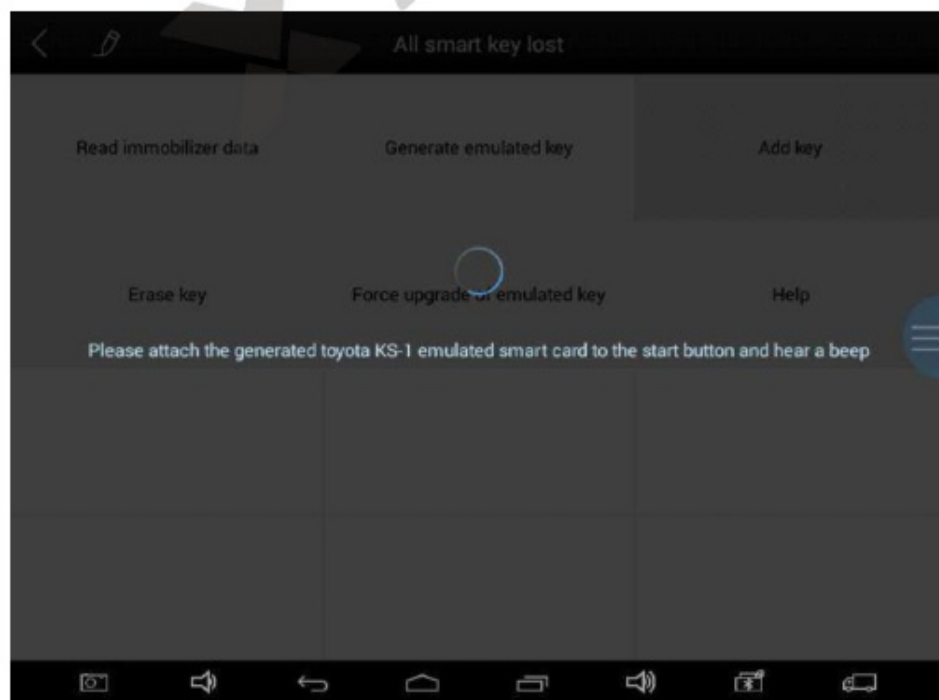 All smart key lost
Read immobilizer data
Generate emulated key
Add key
Erase key
Force upgrade of emulated key
Help
Please attach the generated toyota KS-1 emulated smart card to the start button and hear a beep